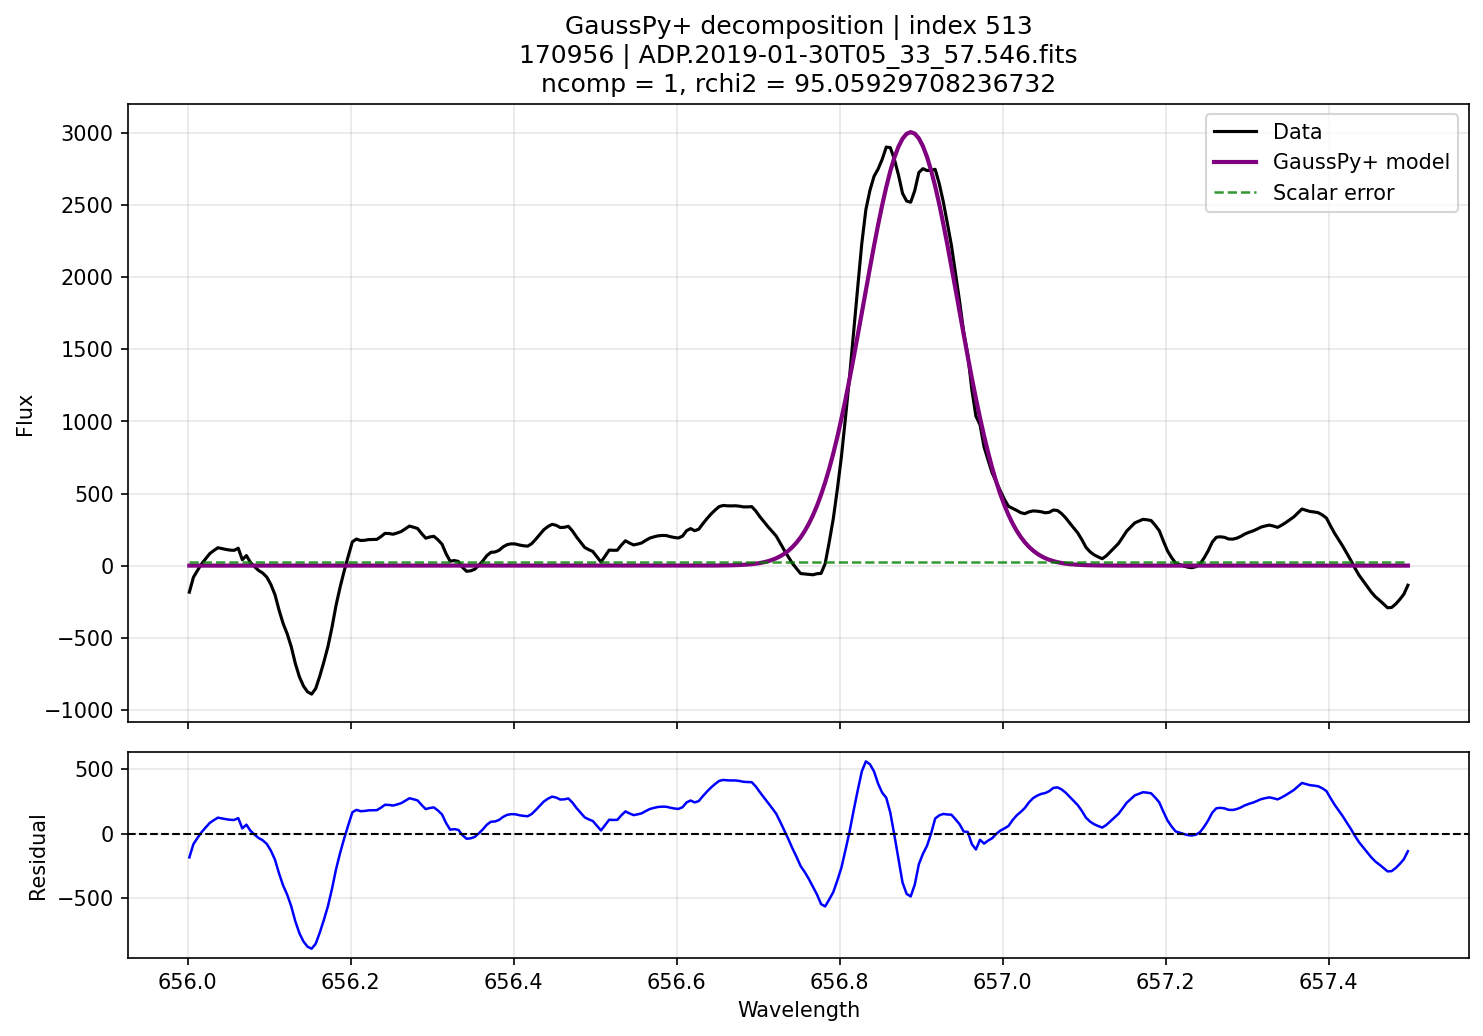 GaussPy+ decomposition | index 513
170956 | ADP.2019-01-30T05_33_57.546.fits
ncomp = 1, rchi2 = 95.05929708236732
Data
GaussPy+ model
Scalar error
3000
2500
2000
1500
1000
500
0
−500
−1000
Flux
500
0
−500
Residual
656.0 656.2 656.4 656.6 656.8 657.0 657.2 657.4
Wavelength